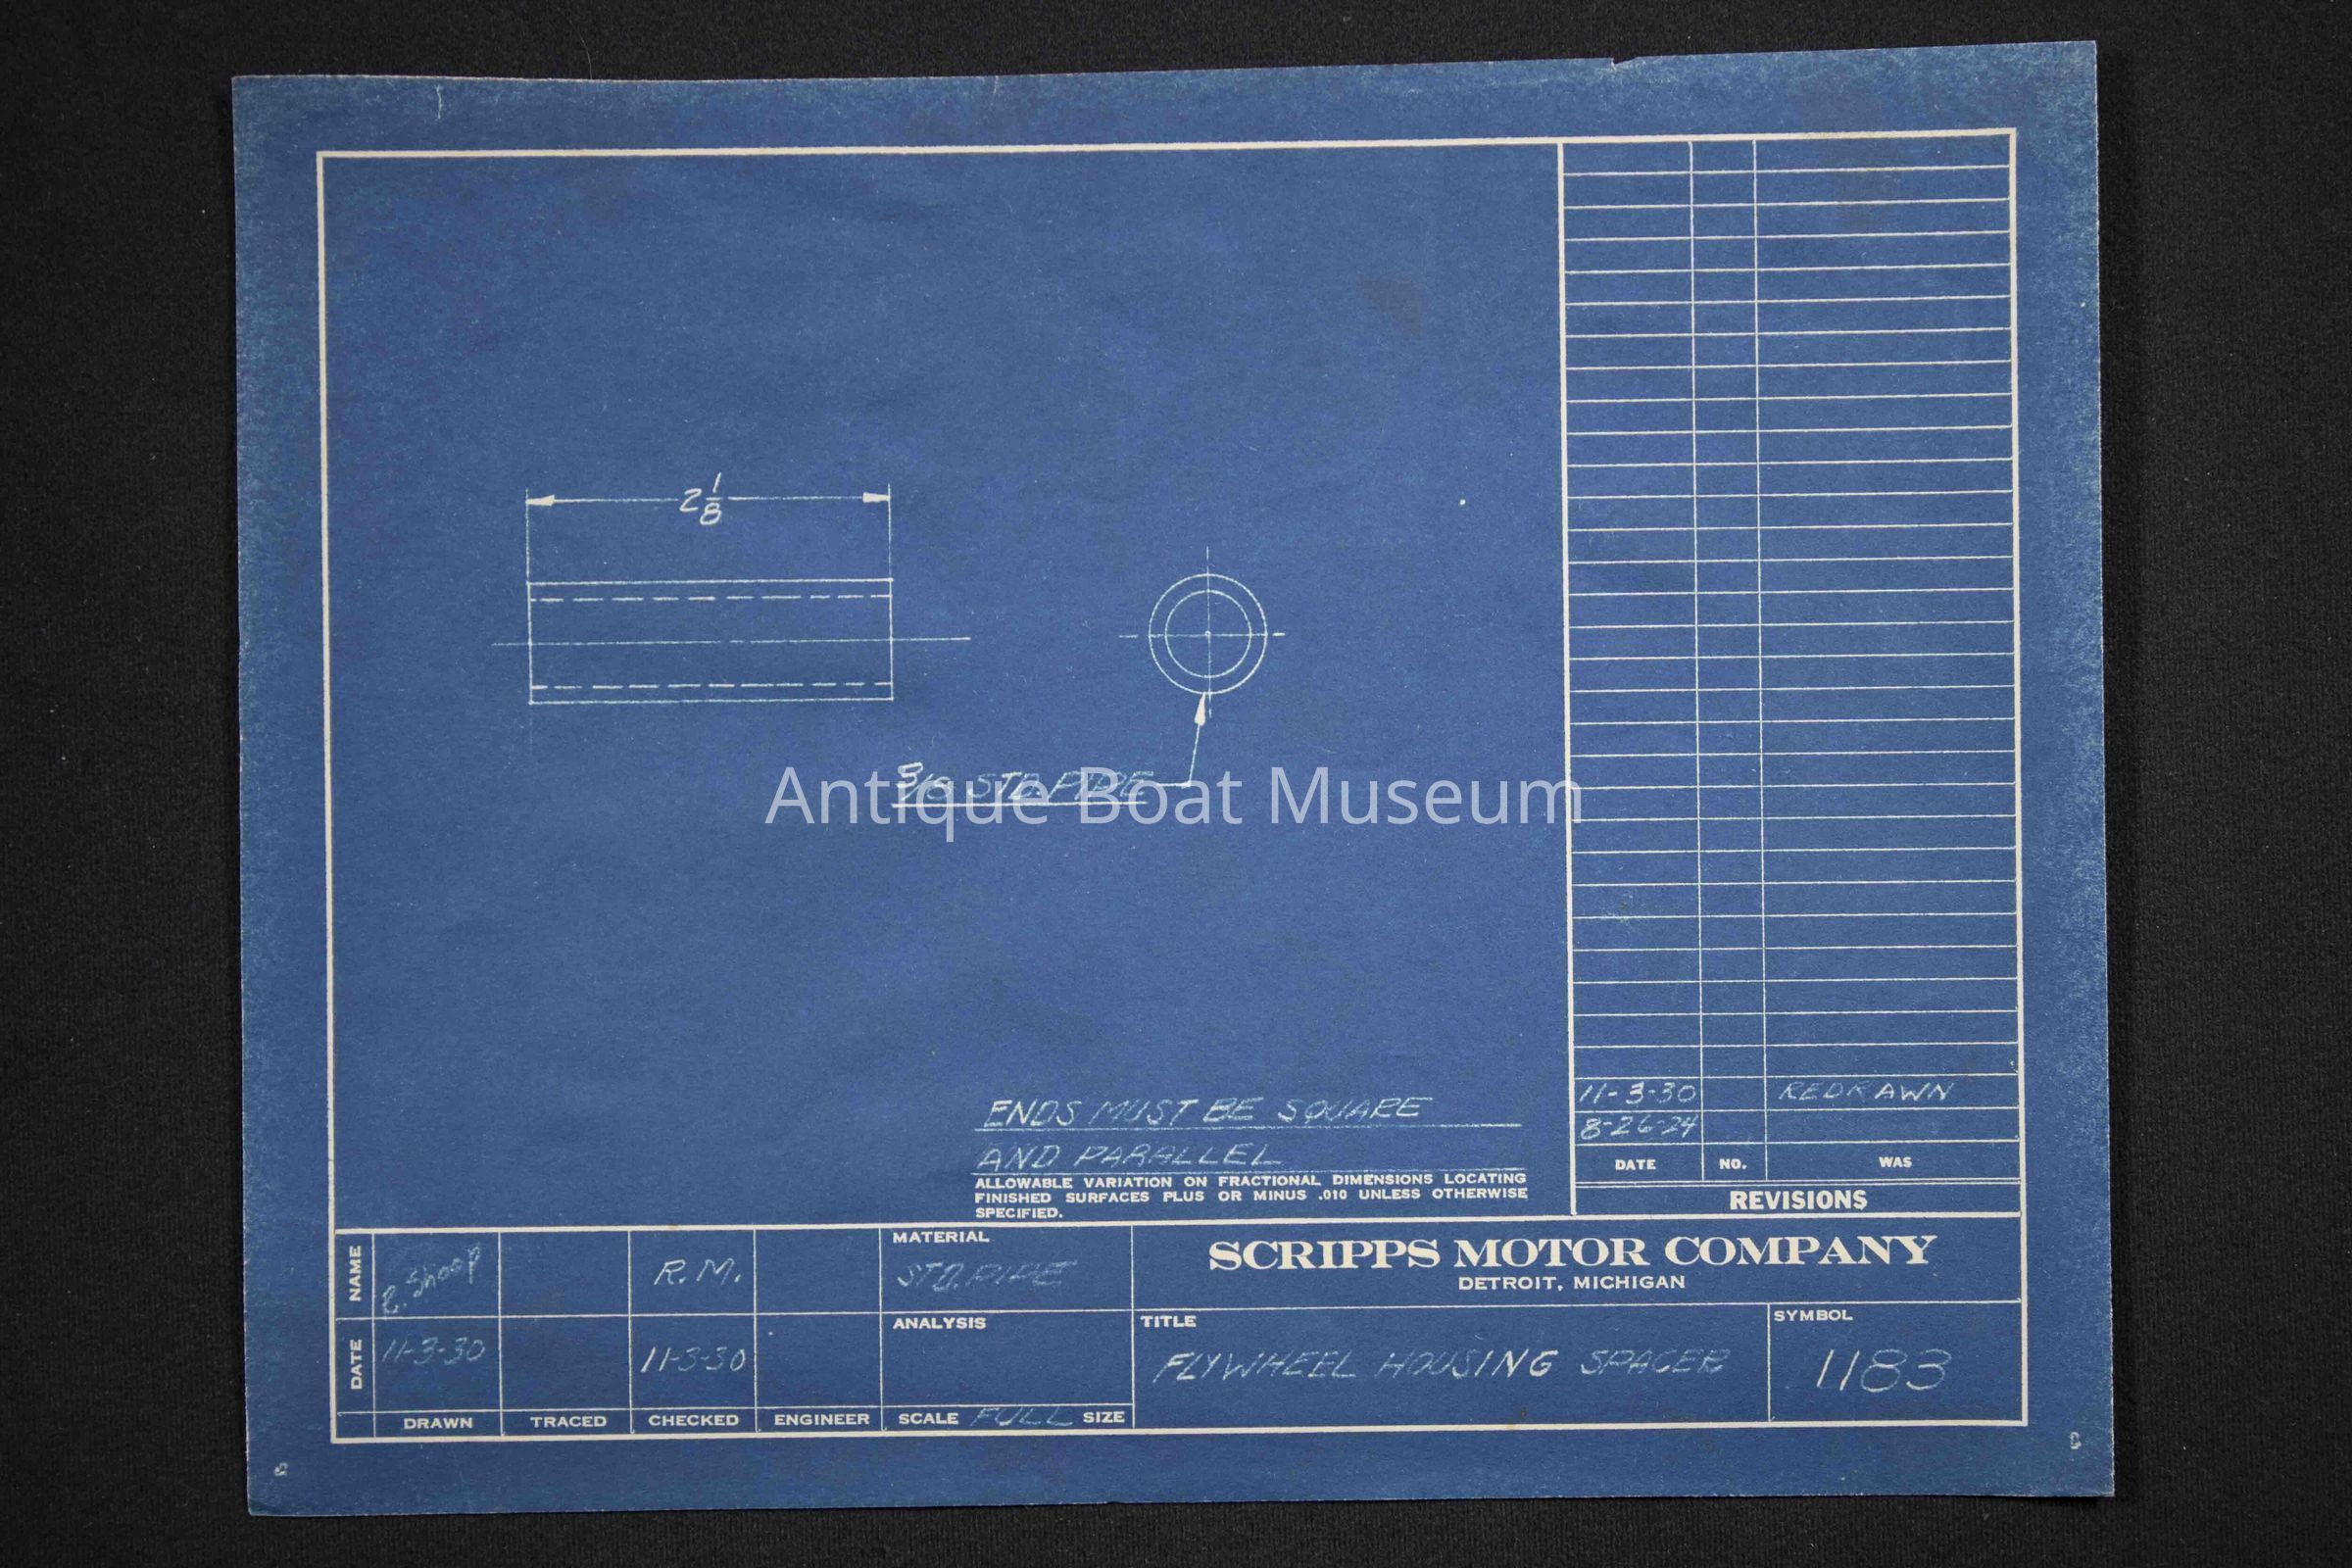 2 1/8
STD. PIPE
Antique Boat Museum
ENDS MUST BE SQUARE
AND PARALLEL
ALLOWABLE VARIATION ON FRACTIONAL DIMENSIONS LOCATING
FINISHED SURFACES PLUS OR MINUS .010 UNLESS OTHERWISE
SPECIFIED.
11-3-30 REDRAWN
8-26-24
DATE NO. WAS
REVISIONS
NAME E. Shoop R.M.
DATE 11-3-30 11-3-30
DRAWN TRACED CHECKED ENGINEER
MATERIAL
STD. PIPE
ANALYSIS
SCALE FULL SIZE
SCRIPPS MOTOR COMPANY
DETROIT, MICHIGAN
TITLE
FLYWHEEL HOUSING SPACER
SYMBOL
1183